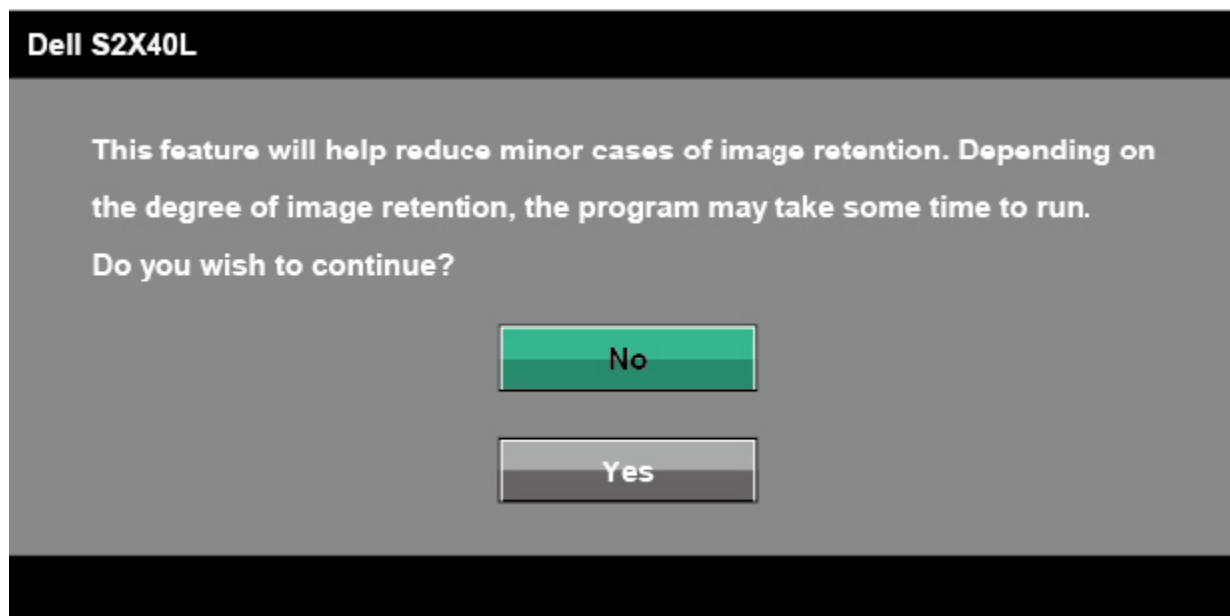 Dell S2X40L
This feature will help reduce minor cases of image retention. Depending on
the degree of image retention, the program may take some time to run.
Do you wish to continue?
No
Yes